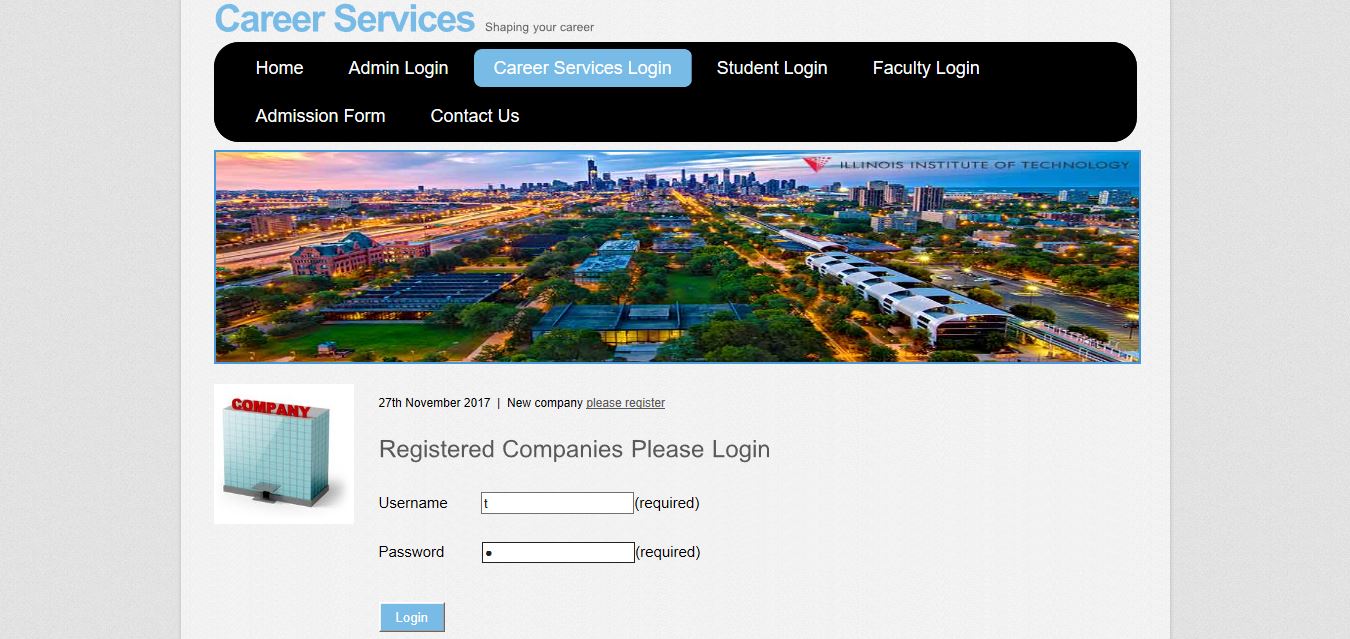 Career Services Shaping your career
Home Admin Login Career Services Login Student Login Faculty Login
Admission Form Contact Us
ILLINOIS INSTITUTE OF TECHNOLOGY
COMPANY
27th November 2017 | New company please register
Registered Companies Please Login
Username t (required)
Password • (required)
Login